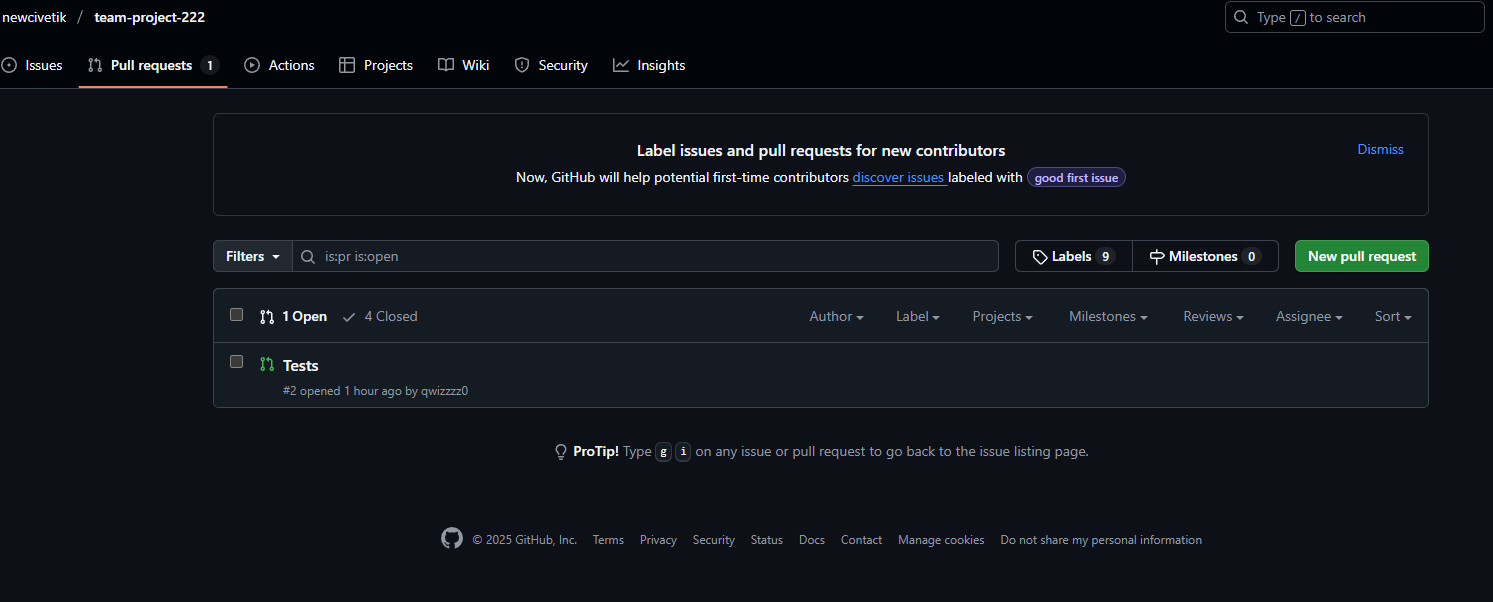 newcivetik / team-project-222
Type / to search
Issues Pull requests 1 Actions Projects Wiki Security Insights
Label issues and pull requests for new contributors
Dismiss
Now, GitHub will help potential first-time contributors discover issues labeled with good first issue
Filters is:pr is:open Labels 9 Milestones 0 New pull request
1 Open 4 Closed Author Label Projects Milestones Reviews Assignee Sort
Tests
#2 opened 1 hour ago by qwizzzz0
ProTip! Type g i on any issue or pull request to go back to the issue listing page.
© 2025 GitHub, Inc. Terms Privacy Security Status Docs Contact Manage cookies Do not share my personal information